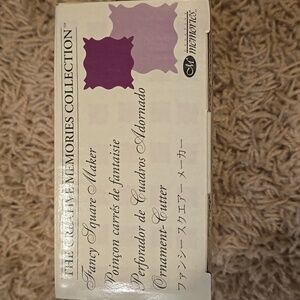 THE CREATIVE MEMORIES COLLECTION™
Fancy Square Maker
Poinçon carrés de fantaisie
Perforador de Cuadros Adornado
Ornament-Cutter
ファンシー スクエアー メーカー
memories